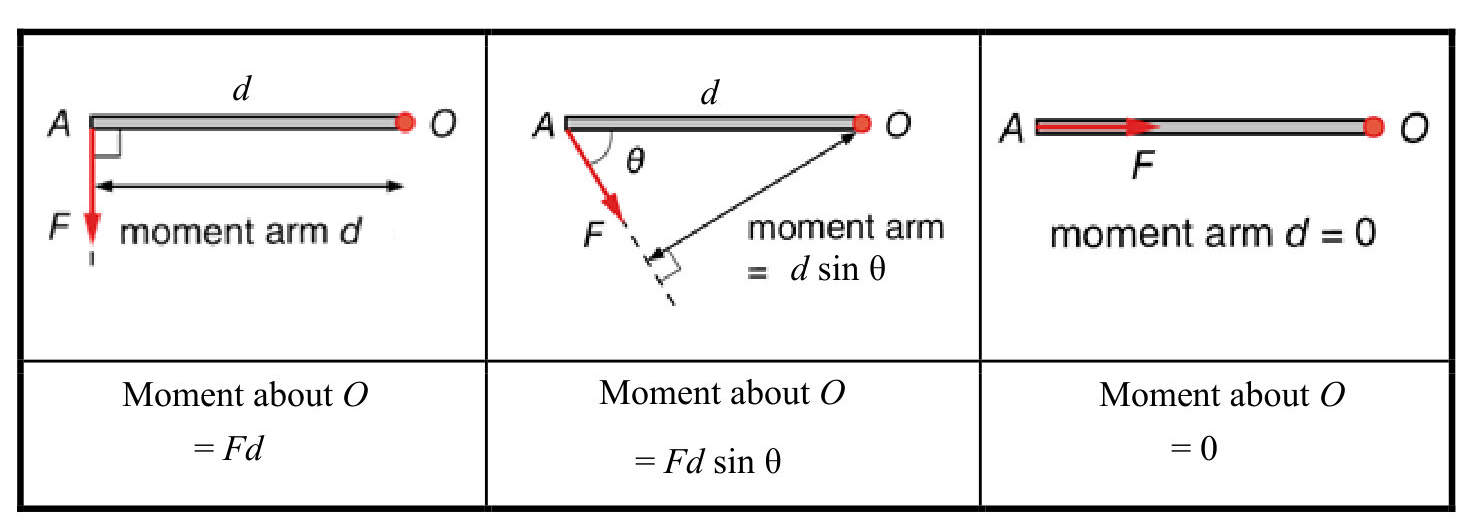 d
A
O
F
moment arm d
d
A
O
θ
F
moment arm
= d sin θ
A
O
F
moment arm d = 0
Moment about O
= Fd
Moment about O
= Fd sin θ
Moment about O
= 0